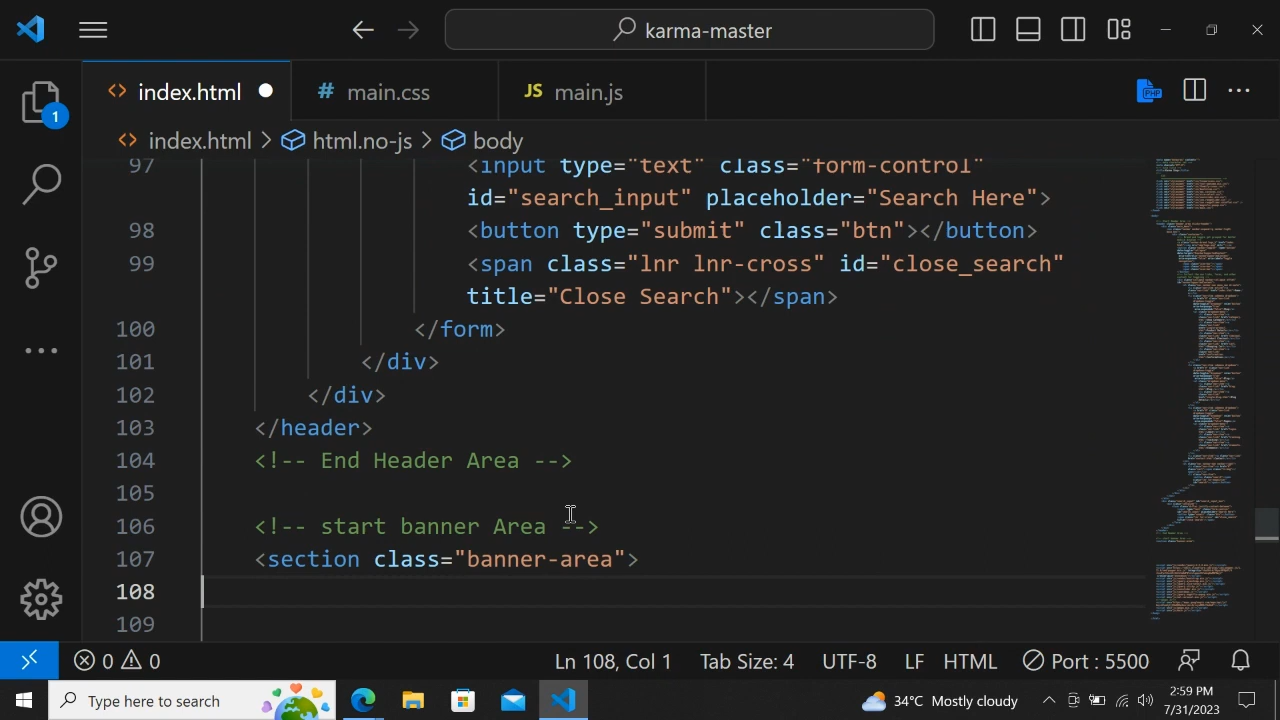 karma-master
index.html
# main.css
JS main.js
PHP
1
index.html > html.no-js > body
97 <input type="text" class="form-control"
id="search_input" placeholder="Search Here">
98 <button type="submit" class="btn"></button>
99 <span class="lnr lnr-cross" id="close_search"
title="Close Search"></span>
100 </form>
101 </div>
102 </div>
103 </header>
104 <!-- End Header Area -->
105
106 <!-- start banner Area -->
107 <section class="banner-area">
108
109
0 0 Ln 108, Col 1 Tab Size: 4 UTF-8 LF HTML Port : 5500
Type here to search 34°C Mostly cloudy 2:59 PM
7/31/2023